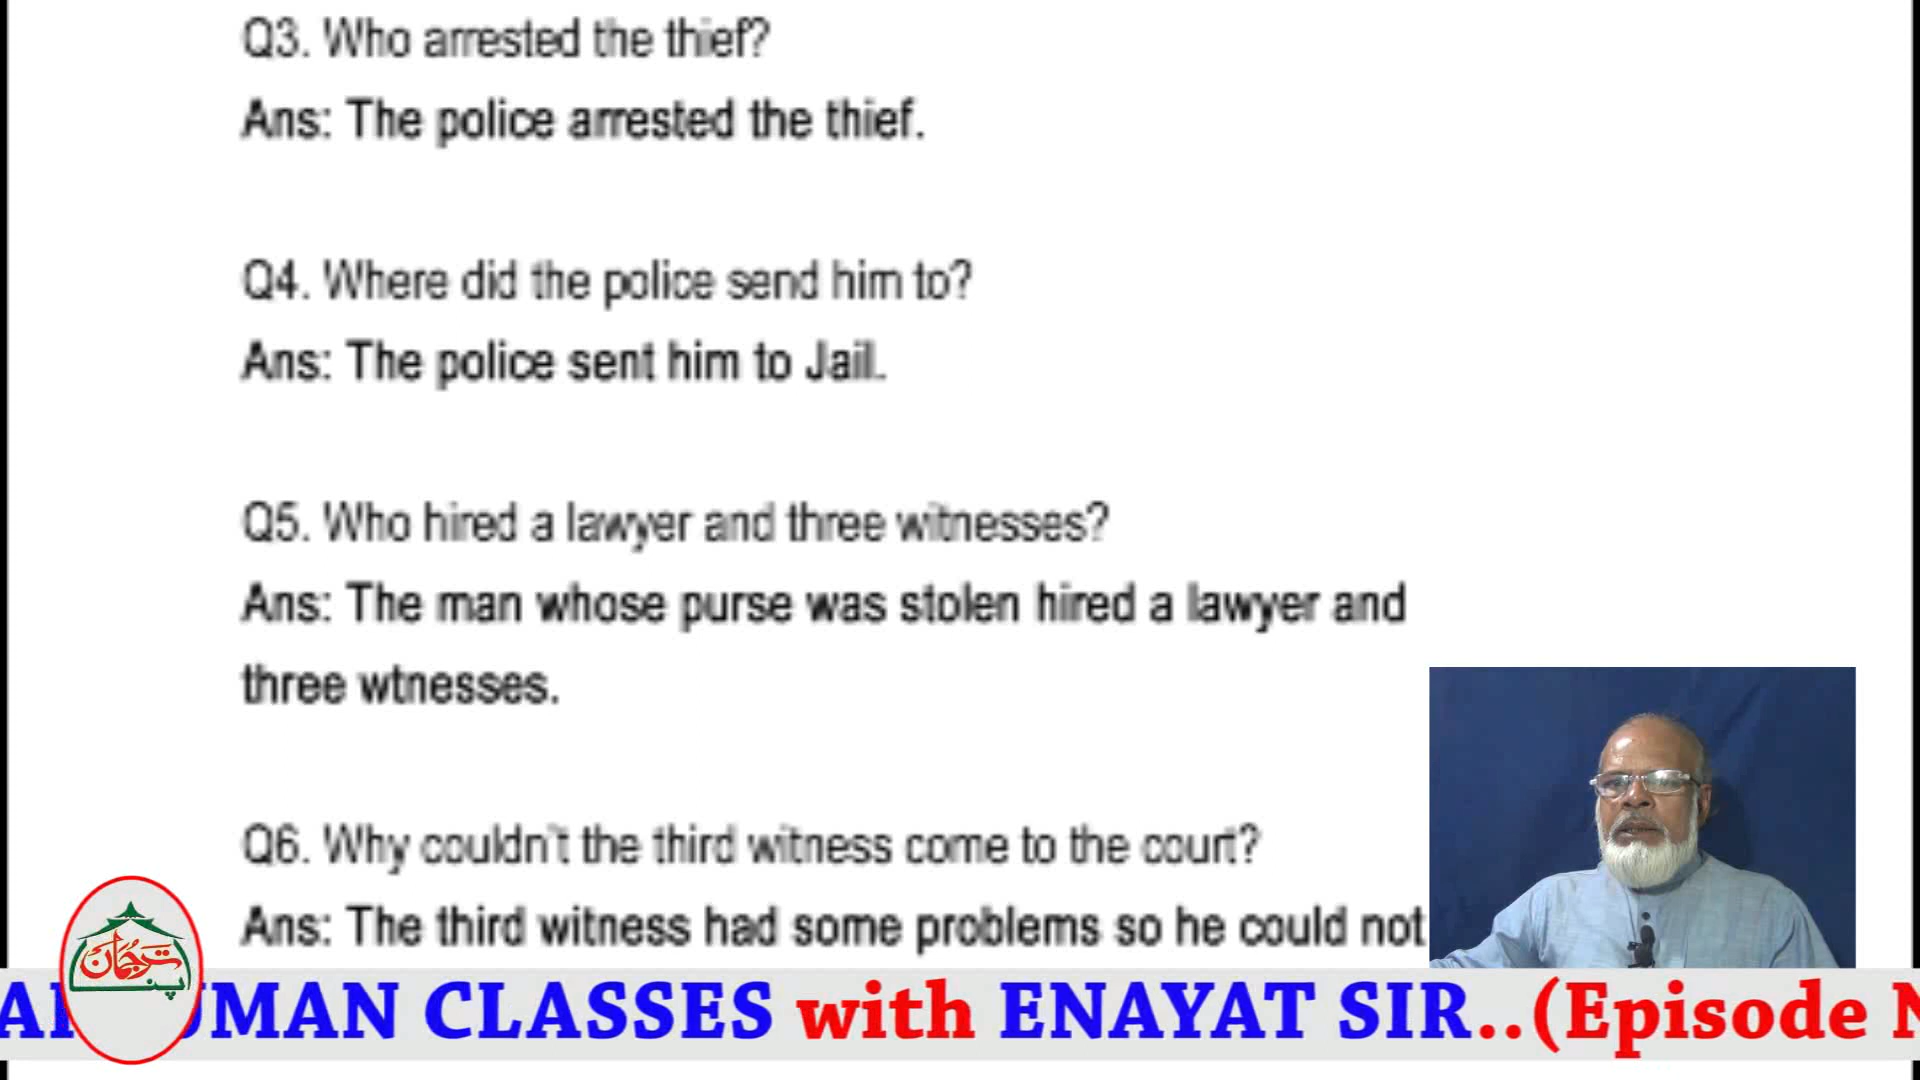 Q3. Who arrested the thief?
Ans: The police arrested the thief.
Q4. Where did the police send him to?
Ans: The police sent him to Jail.
Q5. Who hired a lawyer and three witnesses?
Ans: The man whose purse was stolen hired a lawyer and
three wtnesses.
Q6. Why couldn't the third witness come to the court?
Ans: The third witness had some problems so he could not
ترجمان
پٹنہ
UMAN CLASSES with ENAYAT SIR..(Episode N